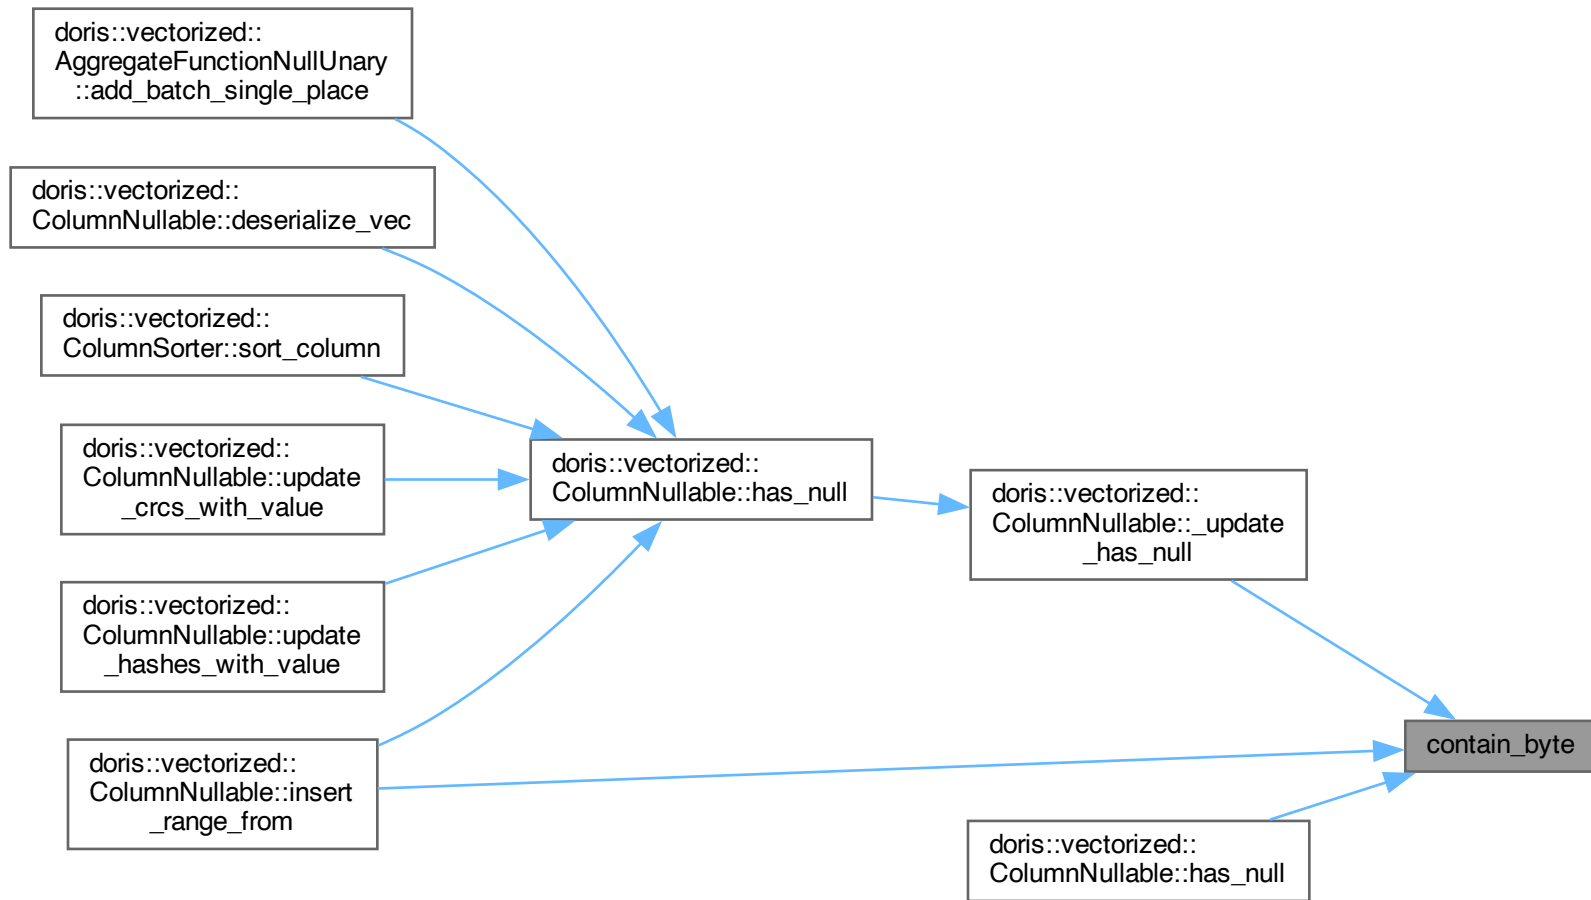 doris::vectorized::
AggregateFunctionNullUnary
::add_batch_single_place
doris::vectorized::
ColumnNullable::deserialize_vec
doris::vectorized::
ColumnSorter::sort_column
doris::vectorized::
ColumnNullable::update
_crcs_with_value
doris::vectorized::
ColumnNullable::update
_hashes_with_value
doris::vectorized::
ColumnNullable::insert
_range_from
doris::vectorized::
ColumnNullable::has_null
doris::vectorized::
ColumnNullable::_update
_has_null
doris::vectorized::
ColumnNullable::has_null
contain_byte